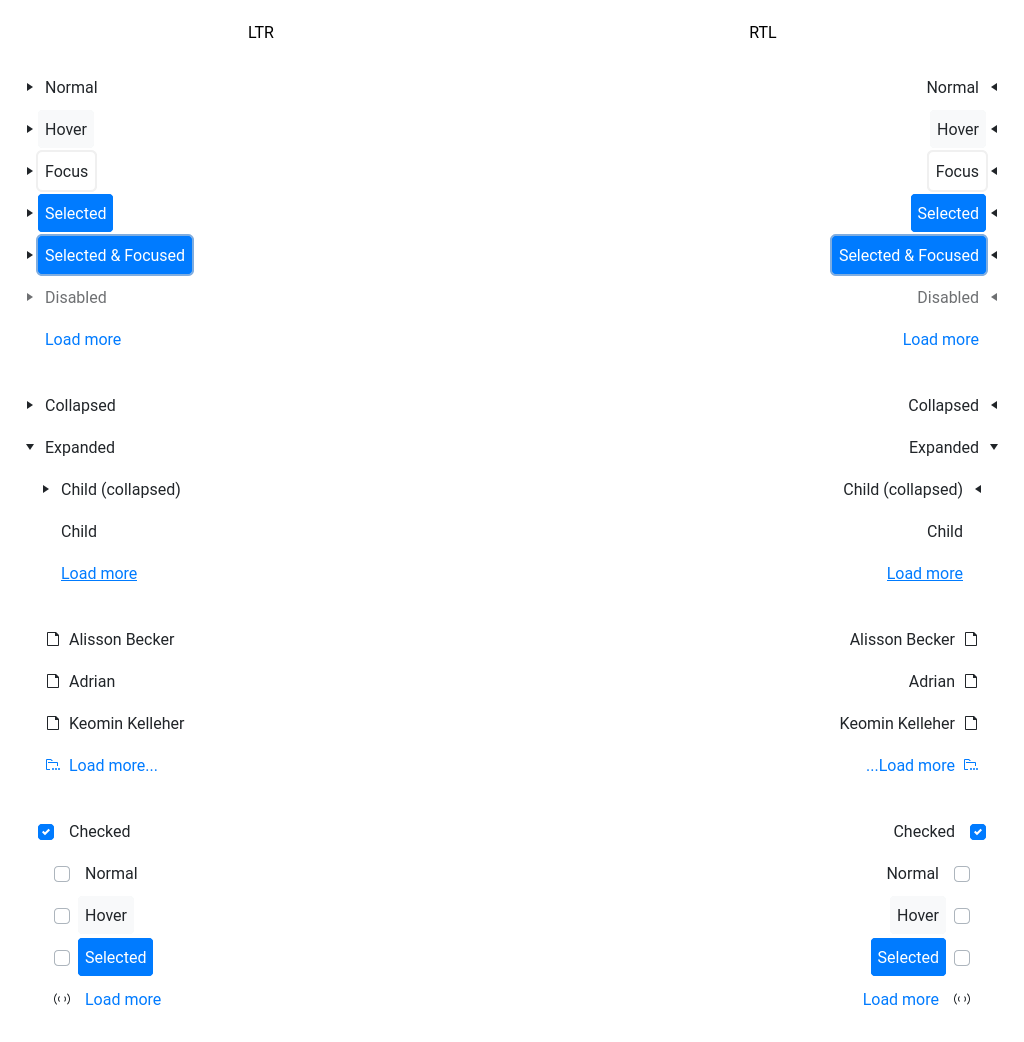 LTR
RTL
Normal
Hover
Focus
Selected
Selected & Focused
Disabled
Load more
Collapsed
Expanded
Child (collapsed)
Child
Load more
Alisson Becker
Adrian
Keomin Kelleher
Load more...
Checked
Normal
Hover
Selected
Load more
Normal
Hover
Focus
Selected
Selected & Focused
Disabled
Load more
Collapsed
Expanded
Child (collapsed)
Child
Load more
Alisson Becker
Adrian
Keomin Kelleher
...Load more
Checked
Normal
Hover
Selected
Load more